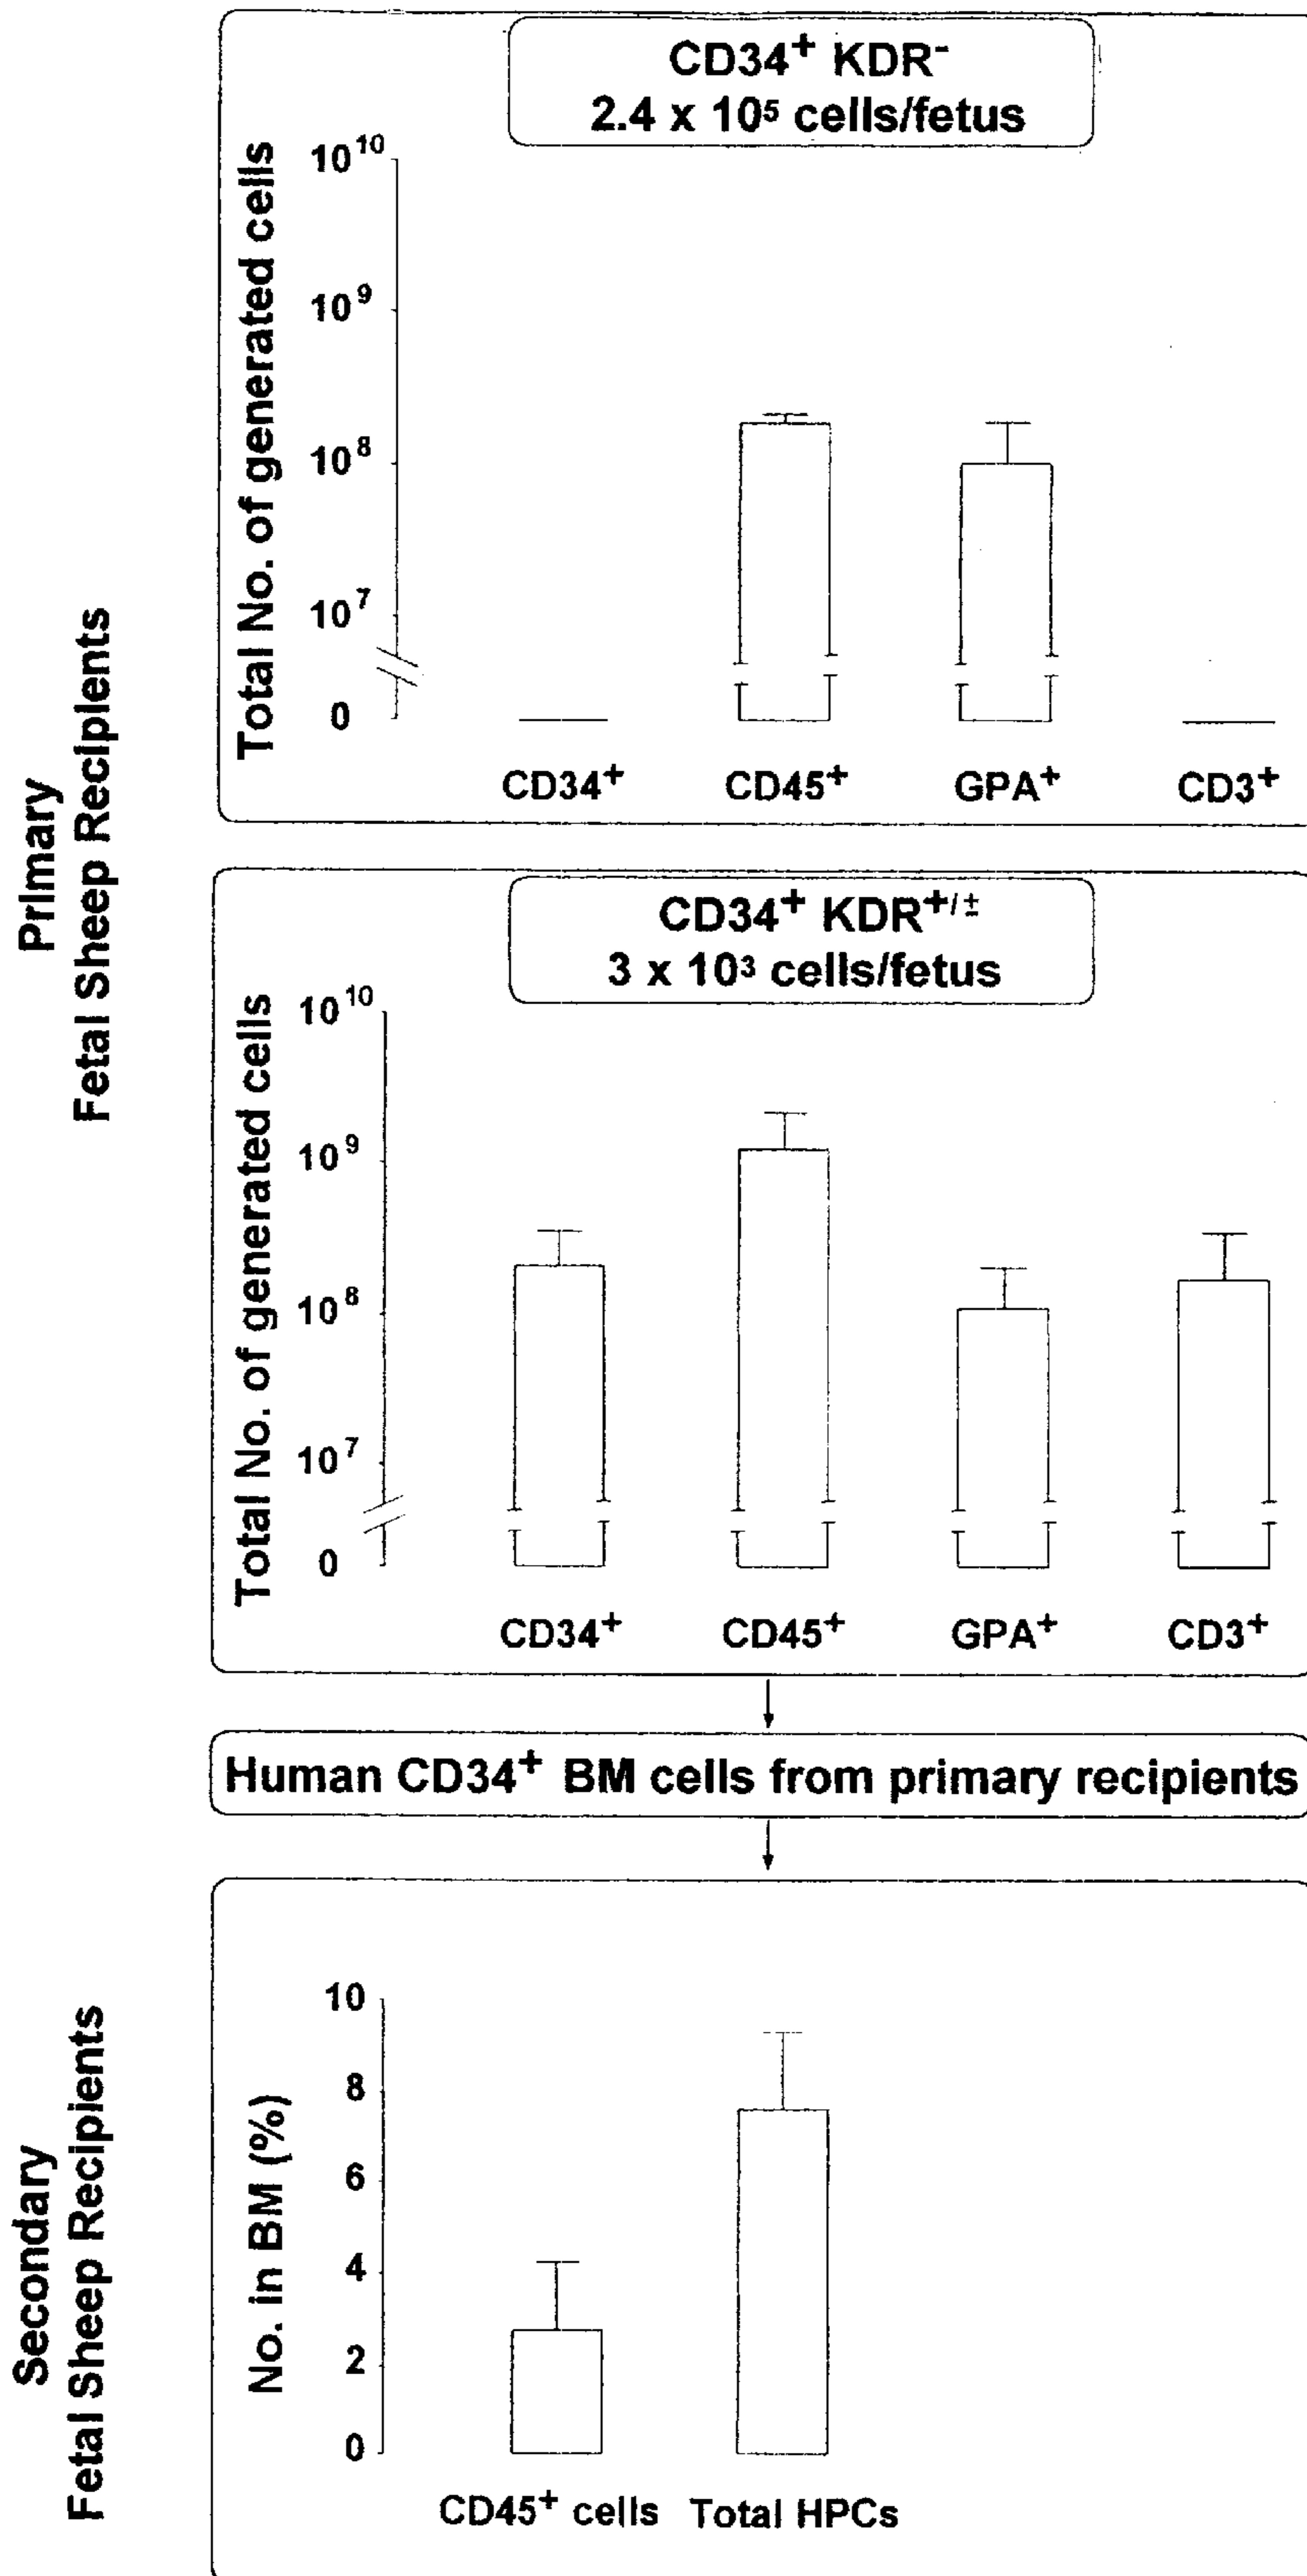 Primary
Fetal Sheep Recipients
CD34⁺ KDR⁻
2.4 x 10⁵ cells/fetus
Total No. of generated cells
10¹⁰
10⁹
10⁸
10⁷
0
CD34⁺ CD45⁺ GPA⁺ CD3⁺
CD34⁺ KDR⁺/±
3 x 10³ cells/fetus
Total No. of generated cells
10¹⁰
10⁹
10⁸
10⁷
0
CD34⁺ CD45⁺ GPA⁺ CD3⁺
Human CD34⁺ BM cells from primary recipients
Secondary
Fetal Sheep Recipients
No. in BM (%)
10
8
6
4
2
0
CD45⁺ cells Total HPCs